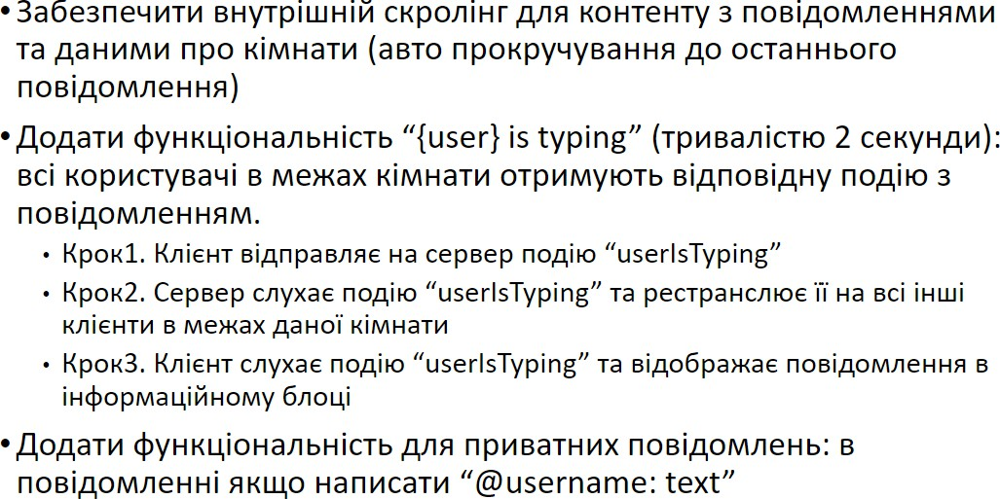 • Забезпечити внутрішній скролінг для контенту з повідомленнями
та даними про кімнати (авто прокручування до останнього
повідомлення)
• Додати функціональність “{user} is typing” (тривалістю 2 секунди):
всі користувачі в межах кімнати отримують відповідну подію з
повідомленням.
• Крок1. Клієнт відправляє на сервер подію “userIsTyping”
• Крок2. Сервер слухає подію “userIsTyping” та рестранслює її на всі інші
клієнти в межах даної кімнати
• Крок3. Клієнт слухає подію “userIsTyping” та відображає повідомлення в
інформаційному блоці
• Додати функціональність для приватних повідомлень: в
повідомленні якщо написати “@username: text”